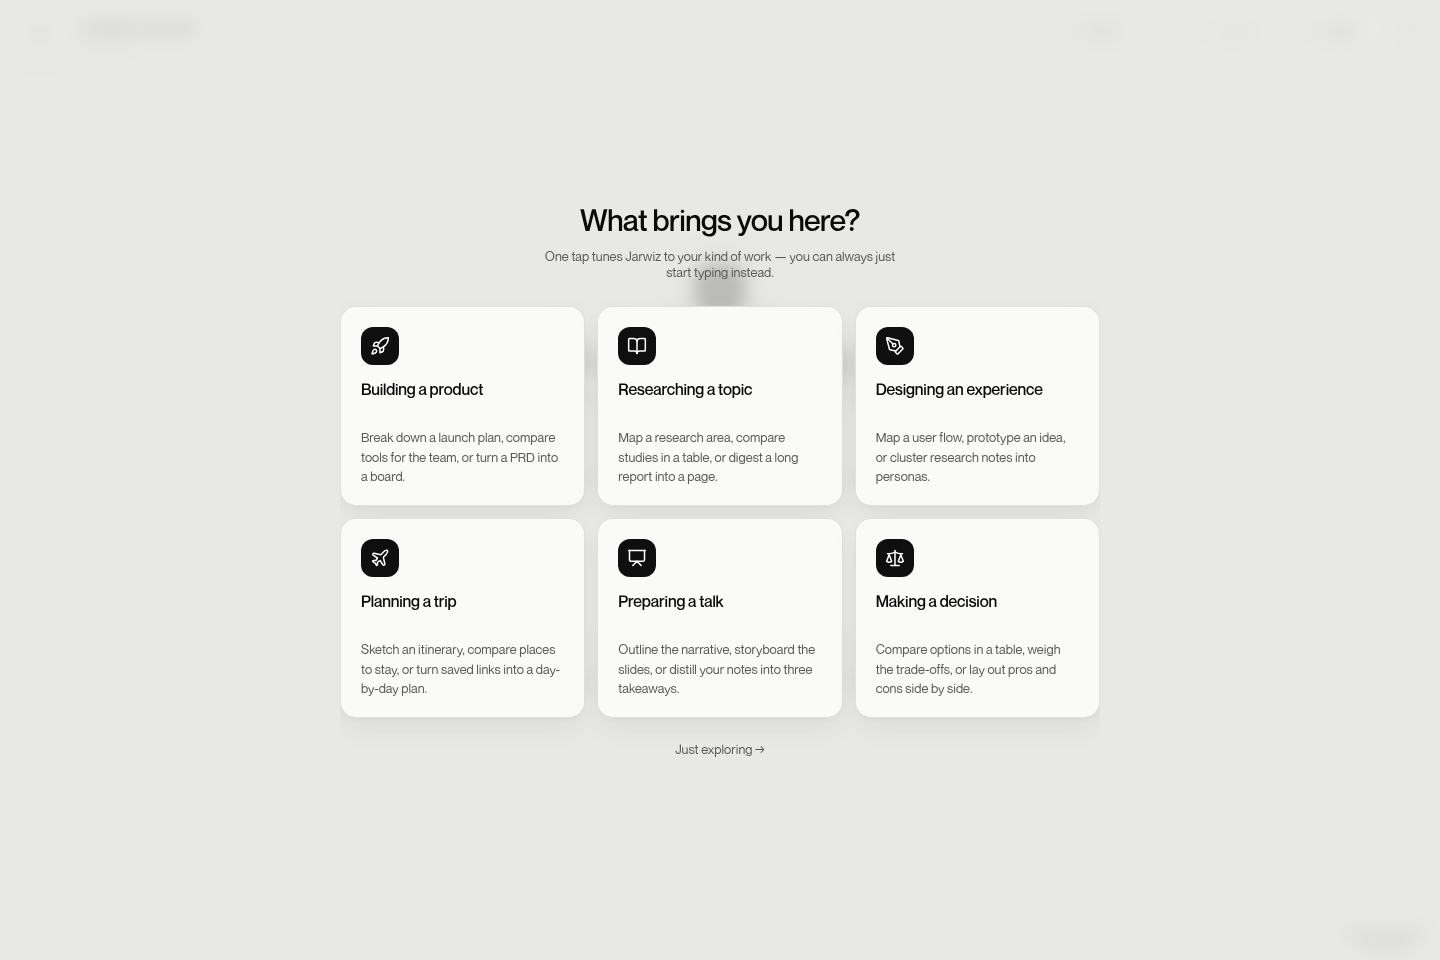 What brings you here?
One tap tunes Jarwiz to your kind of work — you can always just
start typing instead.
Building a product
Break down a launch plan, compare
tools for the team, or turn a PRD into
a board.
Researching a topic
Map a research area, compare
studies in a table, or digest a long
report into a page.
Designing an experience
Map a user flow, prototype an idea,
or cluster research notes into
personas.
Planning a trip
Sketch an itinerary, compare places
to stay, or turn saved links into a day-
by-day plan.
Preparing a talk
Outline the narrative, storyboard the
slides, or distill your notes into three
takeaways.
Making a decision
Compare options in a table, weigh
the trade-offs, or lay out pros and
cons side by side.
Just exploring →